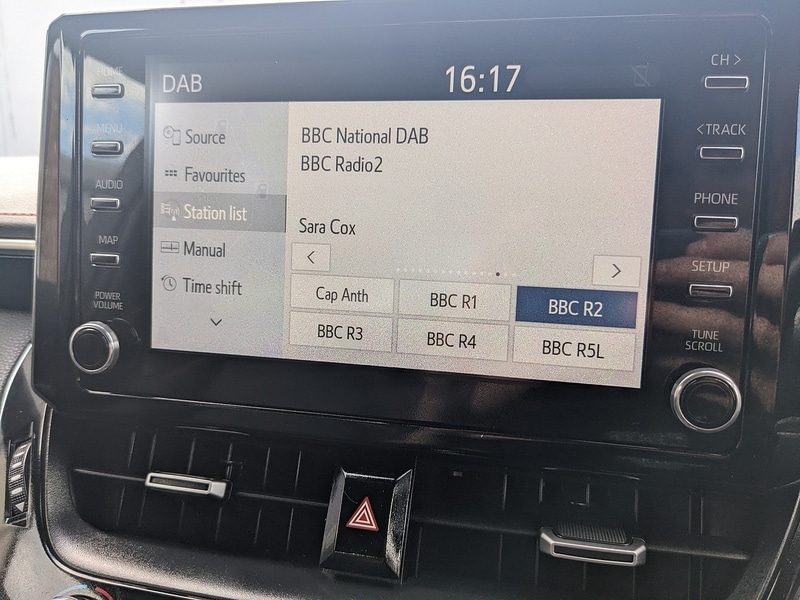 DAB
16:17
HOME
MENU
AUDIO
MAP
POWER
VOLUME
Source
Favourites
Station list
Manual
Time shift
BBC National DAB
BBC Radio2
Sara Cox
<
>
Cap Anth
BBC R1
BBC R2
BBC R3
BBC R4
BBC R5L
CH >
< TRACK
PHONE
SETUP
TUNE
SCROLL